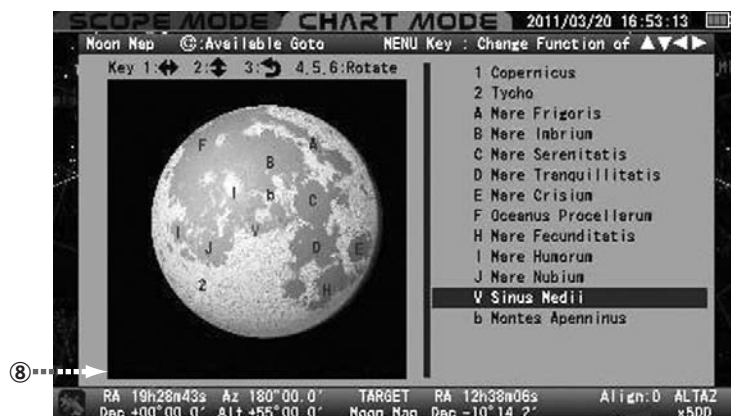 SCOPE MODE CHART MODE 2011/03/20 16:53:13
Moon Map ©:Available Goto MENU Key : Change Function of ▲▼◀▶
Key 1:↔ 2:↕ 3:⮌ 4,5,6:Rotate
F
A
B
1
b
C
I
V
J
D
E
2
H
1 Copernicus
2 Tycho
A Mare Frigoris
B Mare Imbrium
C Mare Serenitatis
D Mare Tranquillitatis
E Mare Crisium
F Oceanus Procellarum
H Mare Fecunditatis
I Mare Humorum
J Mare Nubium
V Sinus Medii
b Montes Apenninus
⑧
RA 19h28m43s Az 180°00.0' TARGET RA 12h38m06s Align:0 ALTAZ
Dec +00°00.0' Alt +55°00.0' Moon Map Dec -10°14.2' x500